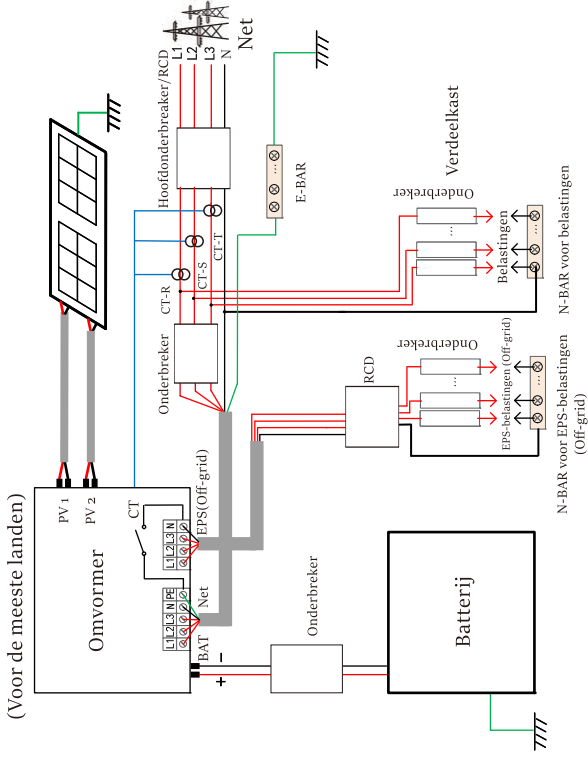 (Voor de meeste landen)
Omvormer
PV 1
PV 2
CT
L1 L2 L3 N PE
L1 L2 L3 N
BAT
Net
EPS(Off-grid)
+ −
Onderbreker
Batterij
Onderbreker
CT-R
CT-S
CT-T
Hoofdonderbreaker/RCD
L1
L2
L3
N
Net
E-BAR
...
RCD
Onderbreker
...
EPS-belastingen (Off-grid)
...
N-BAR voor EPS-belastingen
(Off-grid)
Verdeelkast
Onderbreker
...
Belastingen
...
N-BAR voor belastingen